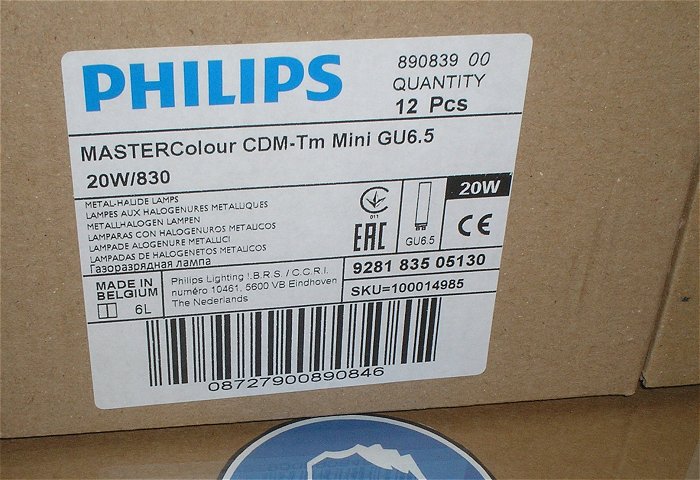 PHILIPS
890839 00
QUANTITY
12 Pcs
MASTERColour CDM-Tm Mini GU6.5
20W/830
METAL-HALIDE LAMPS
LAMPES AUX HALOGENURES METALLIQUES
METALLHALOGEN LAMPEN
LAMPARAS CON HALOGENUROS METALICOS
LAMPADE ALOGENURE METALLICI
LAMPADAS DE HALOGENETOS METALICOS
Газоразрядная лампа
011
EAC
GU6.5
20W
CE
MADE IN
BELGIUM
6L
Philips Lighting I.B.R.S. / C.C.R.I.
numéro 10461, 5600 VB Eindhoven
The Netherlands
9281 835 05130
SKU=100014985
08727900890846